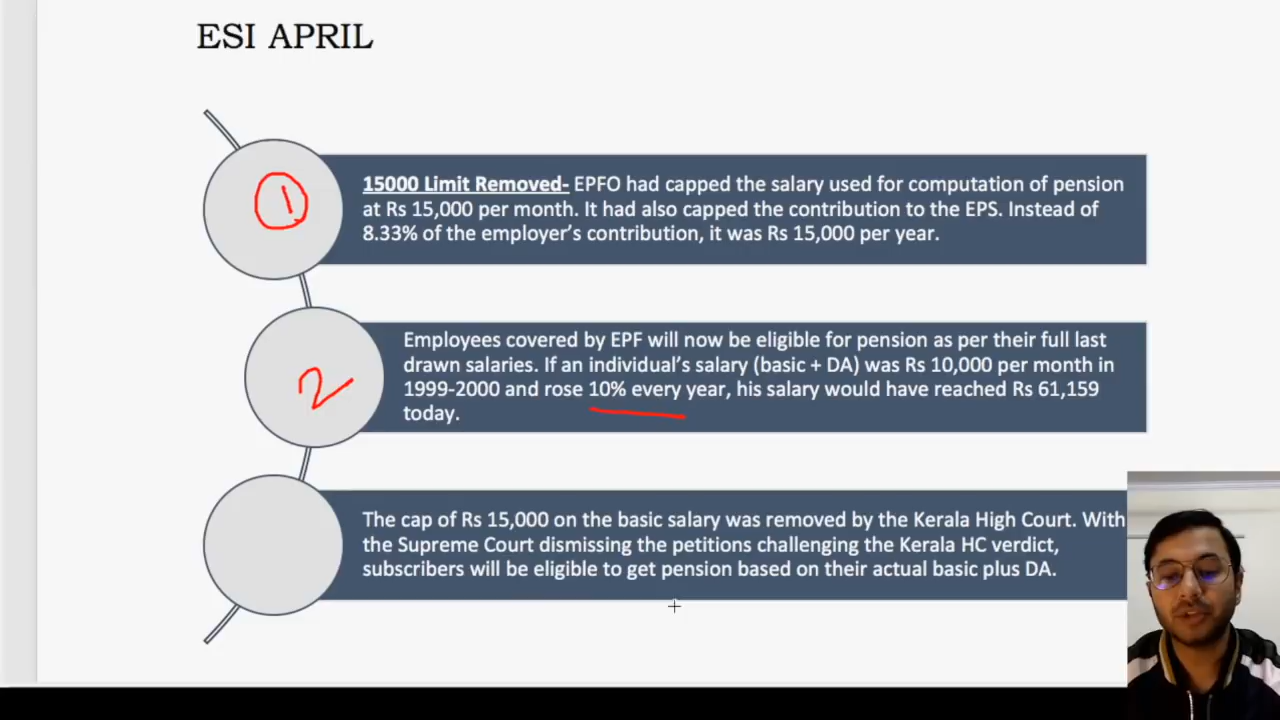 ESI APRIL
1
15000 Limit Removed- EPFO had capped the salary used for computation of pension
at Rs 15,000 per month. It had also capped the contribution to the EPS. Instead of
8.33% of the employer's contribution, it was Rs 15,000 per year.
2
Employees covered by EPF will now be eligible for pension as per their full last
drawn salaries. If an individual's salary (basic + DA) was Rs 10,000 per month in
1999-2000 and rose 10% every year, his salary would have reached Rs 61,159
today.
The cap of Rs 15,000 on the basic salary was removed by the Kerala High Court. With
the Supreme Court dismissing the petitions challenging the Kerala HC verdict,
subscribers will be eligible to get pension based on their actual basic plus DA.